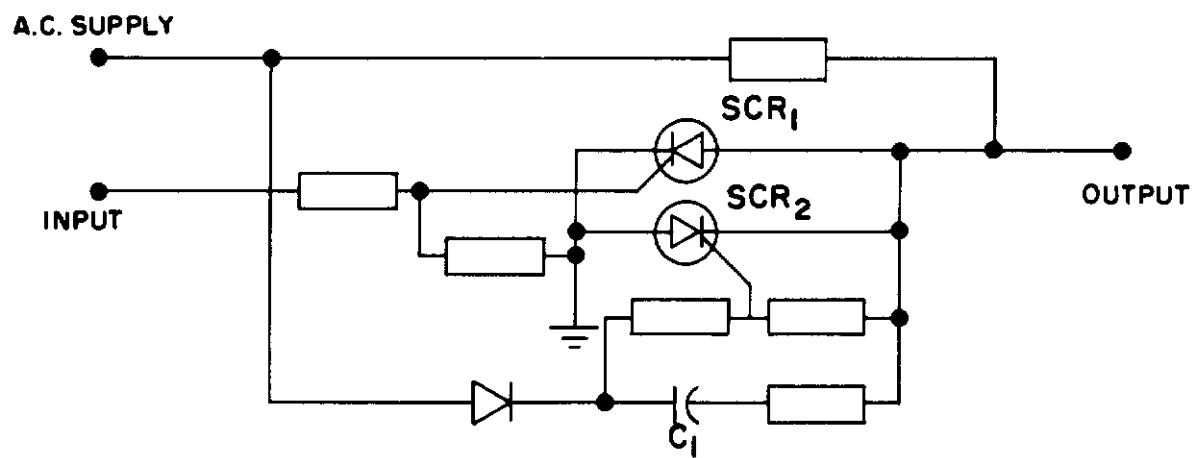 A.C. SUPPLY
SCR1
INPUT
SCR2
OUTPUT
C1